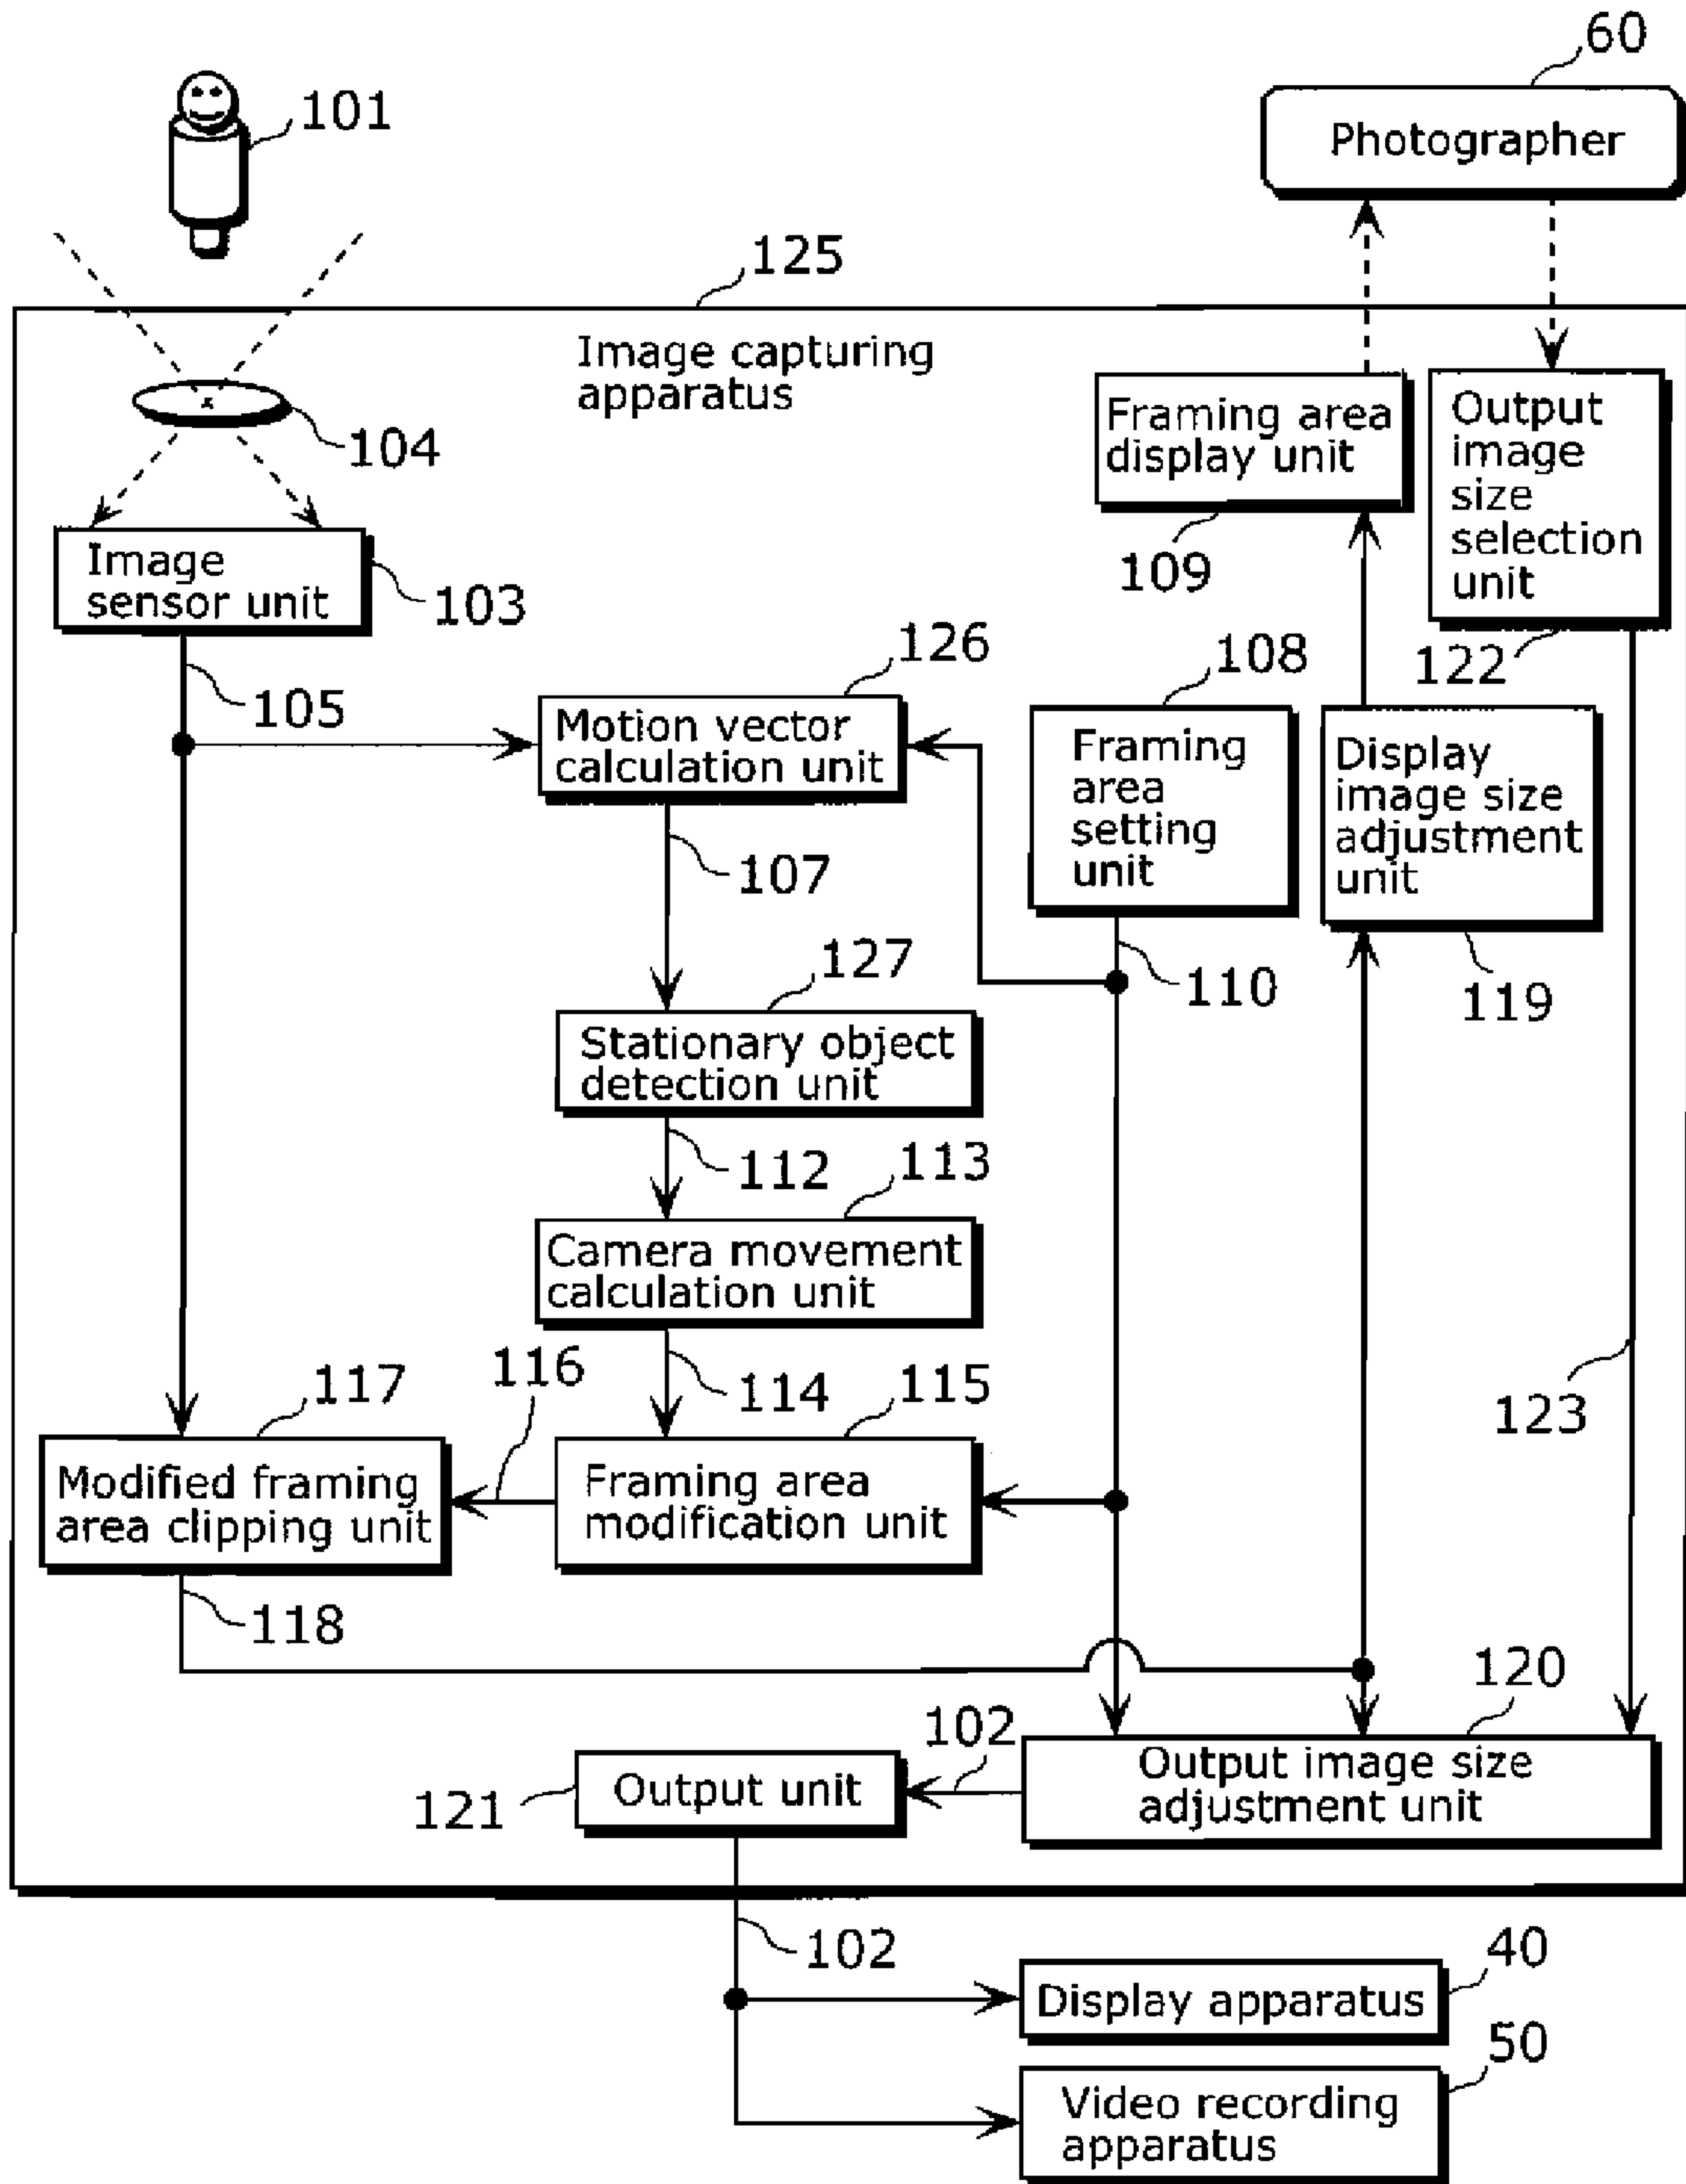 60
Photographer
101
125
Image capturing
apparatus
104
Framing area
display unit
109
Output
image
size
selection
unit
122
Image
sensor unit
103
105
126
Motion vector
calculation unit
107
108
Framing
area
setting
unit
110
Display
image size
adjustment
unit
119
127
Stationary object
detection unit
112
113
Camera movement
calculation unit
114
123
117
Modified framing
area clipping unit
116
115
Framing area
modification unit
118
120
Output image size
adjustment unit
102
Output unit
121
102
40
Display apparatus
50
Video recording
apparatus